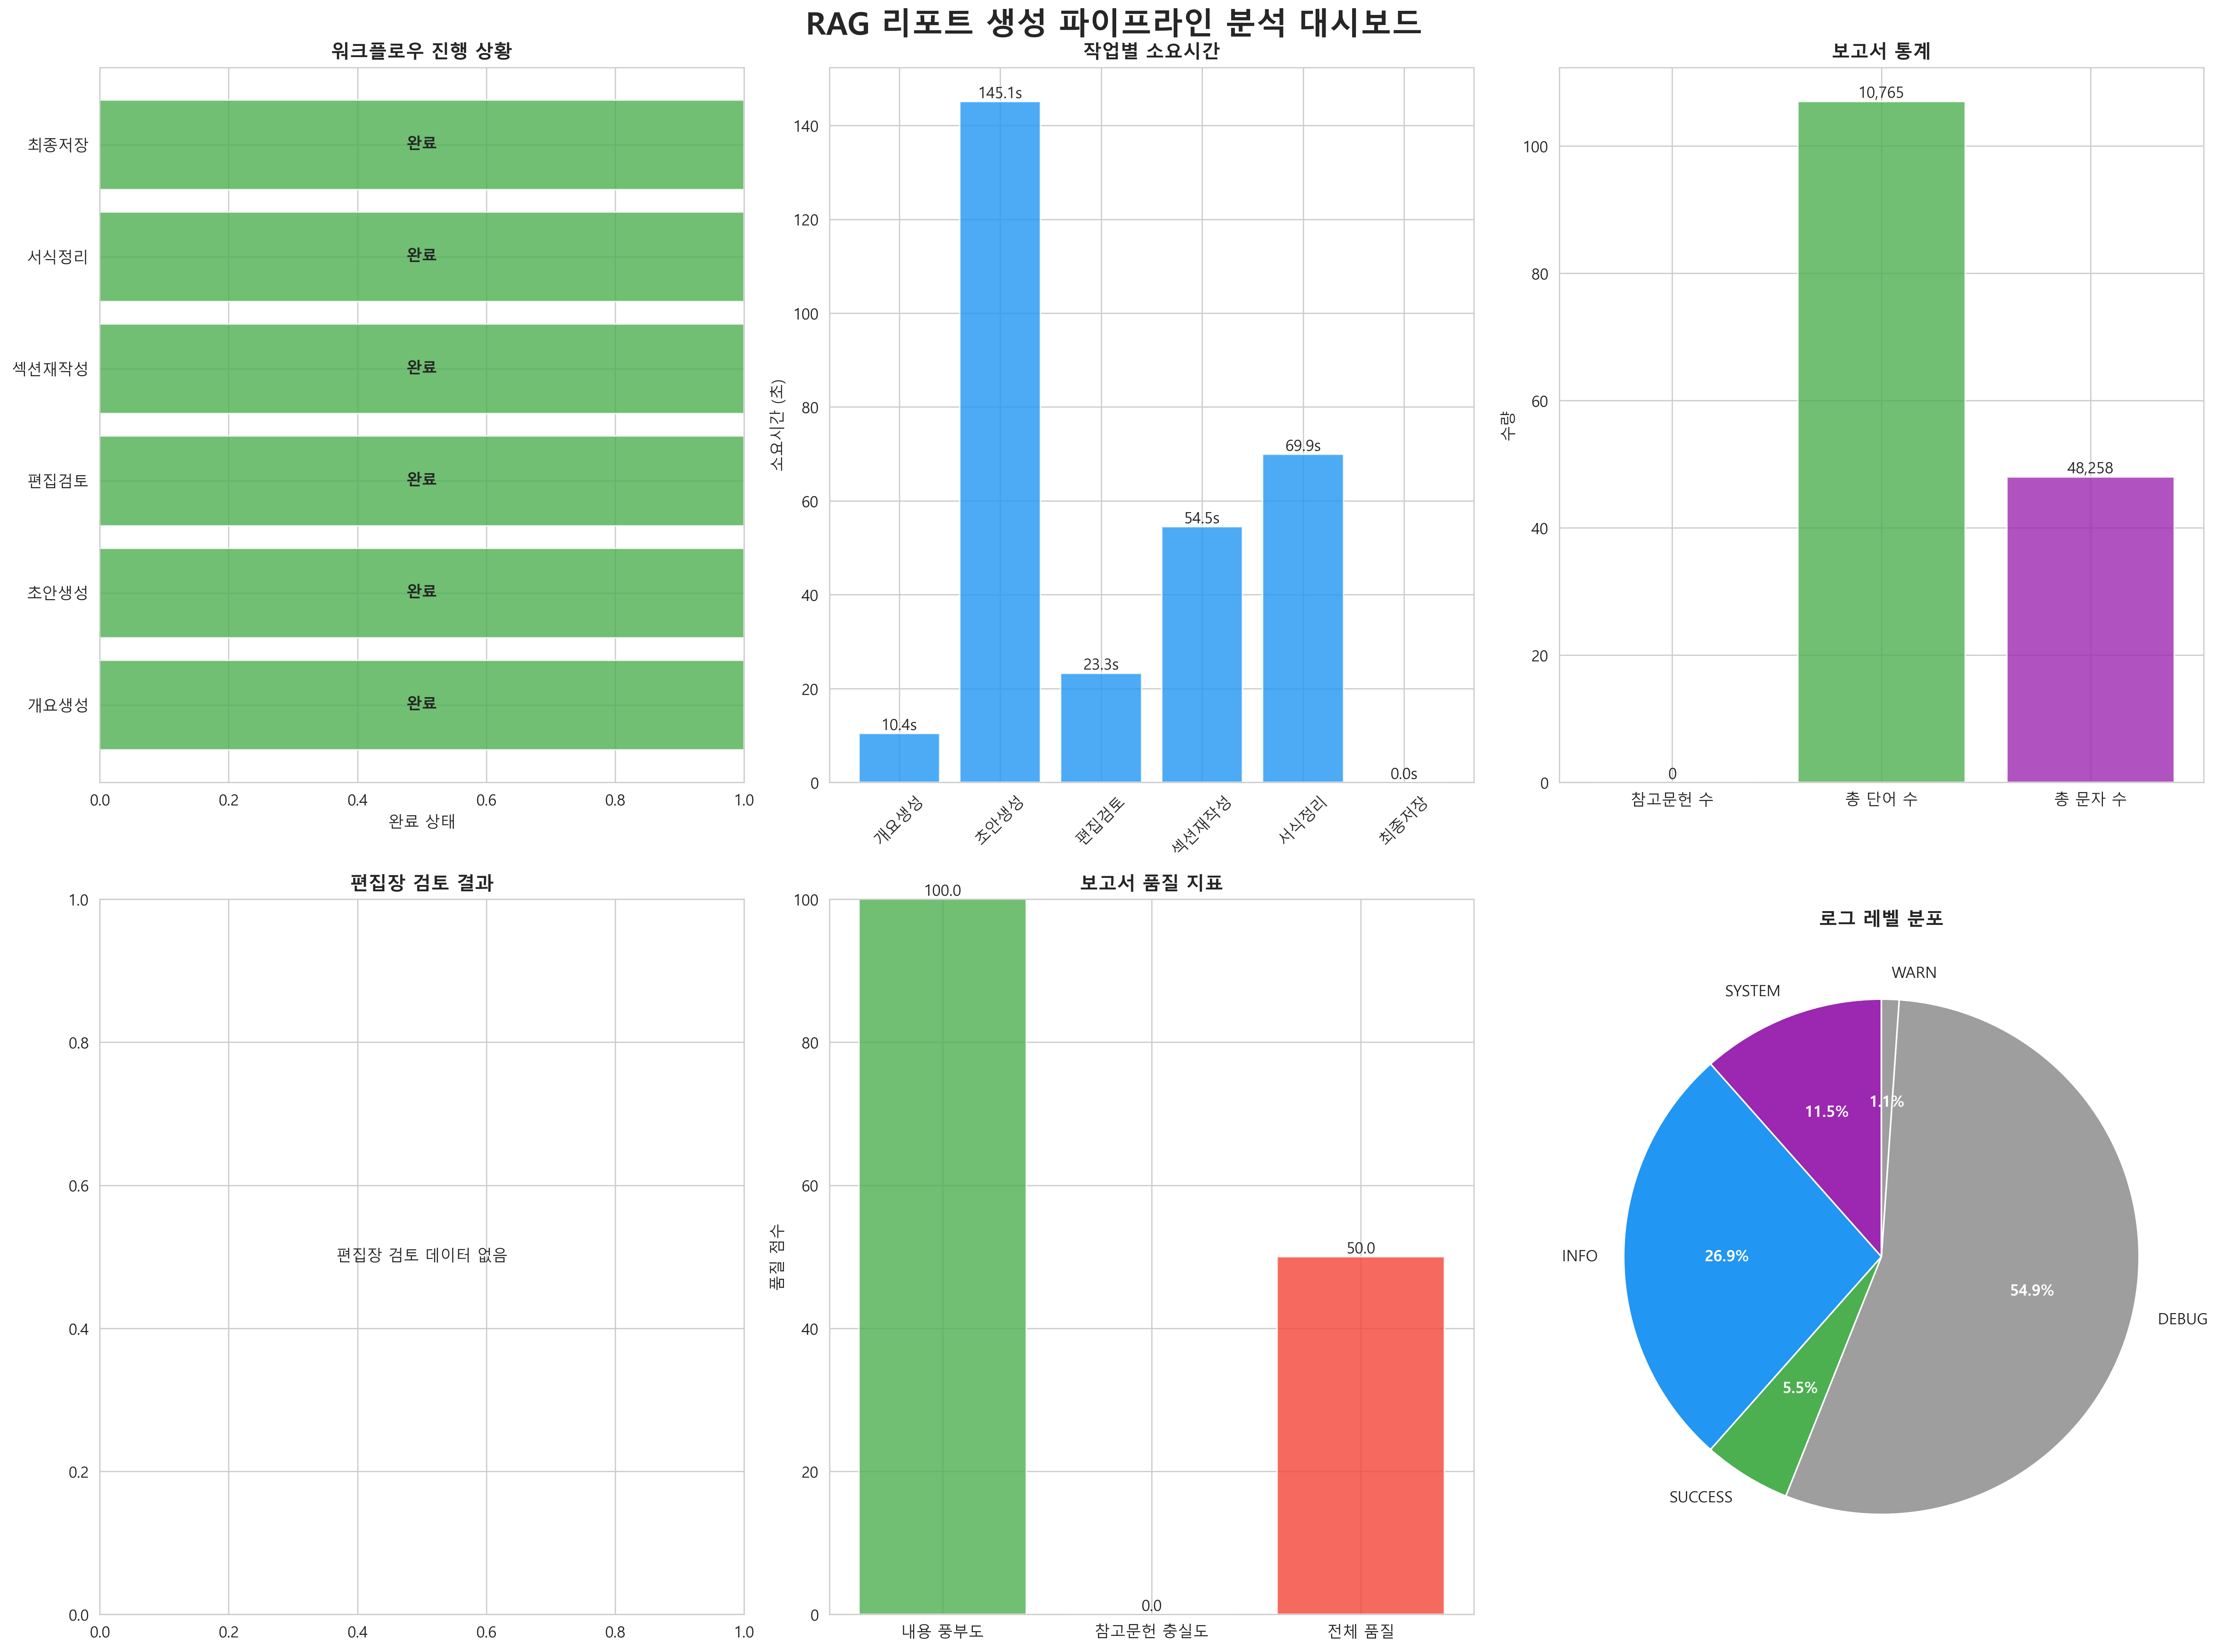 RAG 리포트 생성 파이프라인 분석 대시보드
워크플로우 진행 상황
최종저장
서식정리
섹션재작성
편집검토
초안생성
개요생성
완료
완료
완료
완료
완료
완료
0.0 0.2 0.4 0.6 0.8 1.0
완료 상태
작업별 소요시간
소요시간 (초)
140
120
100
80
60
40
20
0
10.4s
145.1s
23.3s
54.5s
69.9s
0.0s
개요생성 초안생성 편집검토 섹션재작성 서식정리 최종저장
보고서 통계
수량
100
80
60
40
20
0
0
10,765
48,258
참고문헌 수 총 단어 수 총 문자 수
편집장 검토 결과
1.0
0.8
0.6
0.4
0.2
0.0
편집장 검토 데이터 없음
0.0 0.2 0.4 0.6 0.8 1.0
보고서 품질 지표
품질 점수
100
80
60
40
20
0
100.0
0.0
50.0
내용 풍부도 참고문헌 충실도 전체 품질
로그 레벨 분포
WARN
SYSTEM
1.1%
11.5%
INFO
26.9%
54.9%
DEBUG
5.5%
SUCCESS